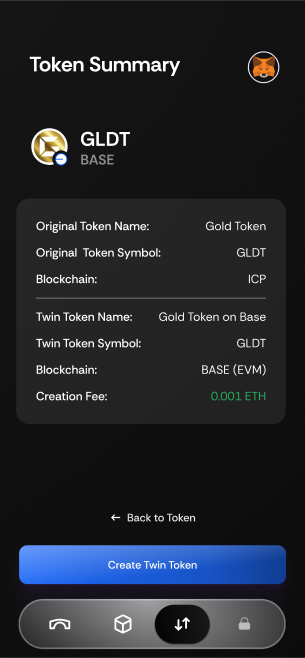 Token Summary
GLDT
BASE
Original Token Name: Gold Token
Original Token Symbol: GLDT
Blockchain: ICP
Twin Token Name: Gold Token on Base
Twin Token Symbol: GLDT
Blockchain: BASE (EVM)
Creation Fee: 0.001 ETH
← Back to Token
Create Twin Token